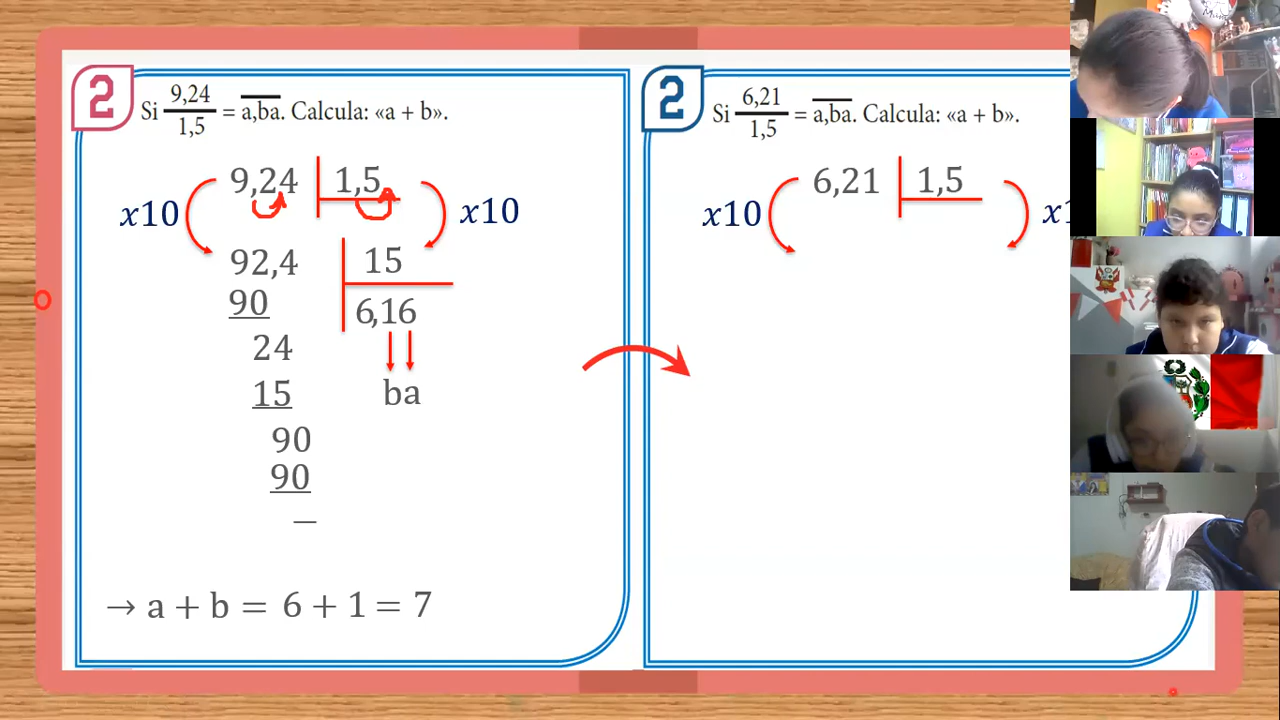 2
Si 9,24/1,5 = a,ba. Calcula: «a + b».
9,24 1,5
x10 x10
92,4 15
90 6,16
24
15 ba
90
90
—
→ a + b = 6 + 1 = 7
2
Si 6,21/1,5 = a,ba. Calcula: «a + b».
6,21 1,5
x10 x1